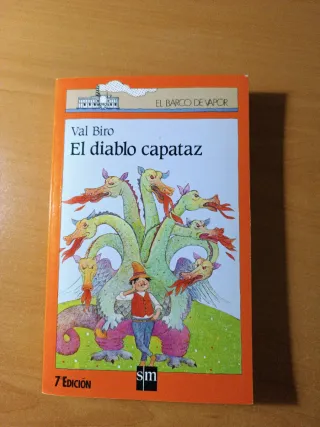 EL BARCO DE VAPOR
Val Biro
El diablo capataz
7ª EDICIÓN
sm